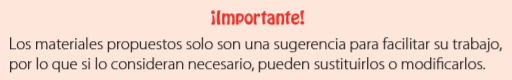 ¡Importante!
Los materiales propuestos solo son una sugerencia para facilitar su trabajo,
por lo que si lo consideran necesario, pueden sustituirlos o modificarlos.